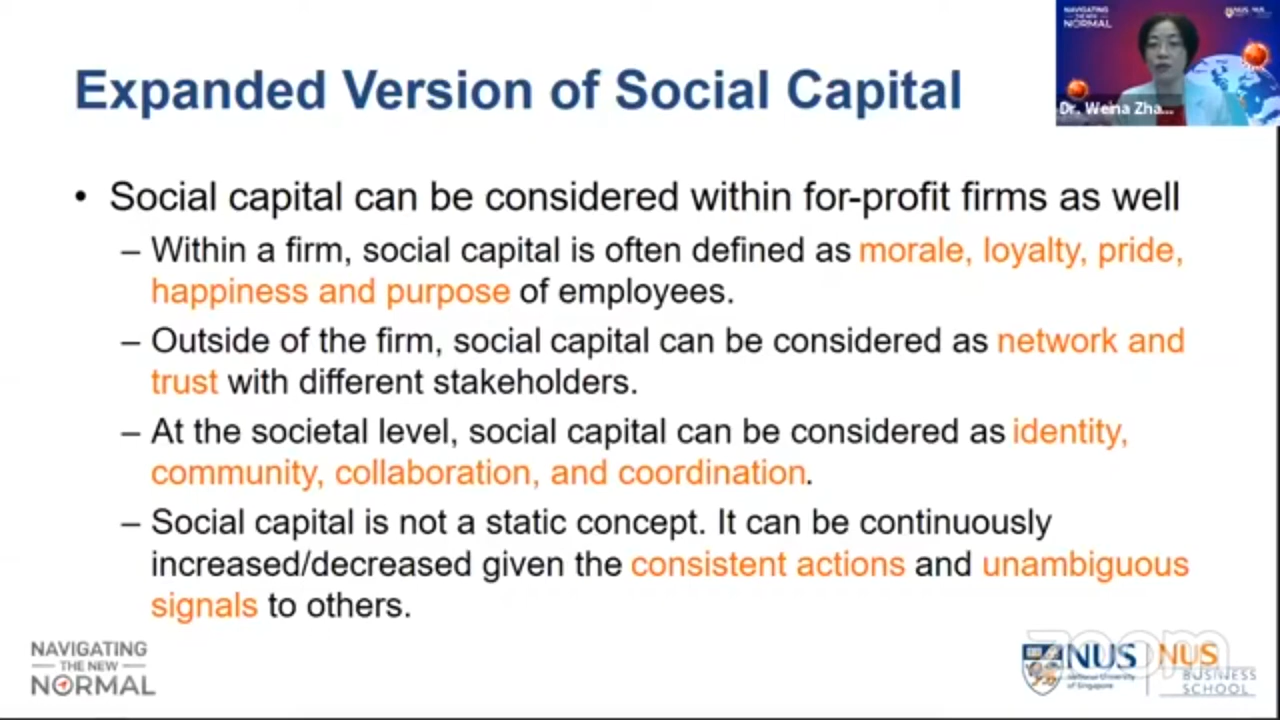 NAVIGATING
THE NEW
NORMAL
NUS
Dr. Weina Zha...
Expanded Version of Social Capital
• Social capital can be considered within for-profit firms as well
– Within a firm, social capital is often defined as morale, loyalty, pride,
happiness and purpose of employees.
– Outside of the firm, social capital can be considered as network and
trust with different stakeholders.
– At the societal level, social capital can be considered as identity,
community, collaboration, and coordination.
– Social capital is not a static concept. It can be continuously
increased/decreased given the consistent actions and unambiguous
signals to others.
NAVIGATING
THE NEW
NORMAL
zoom
NUS
National University
of Singapore
NUS
BUSINESS
SCHOOL